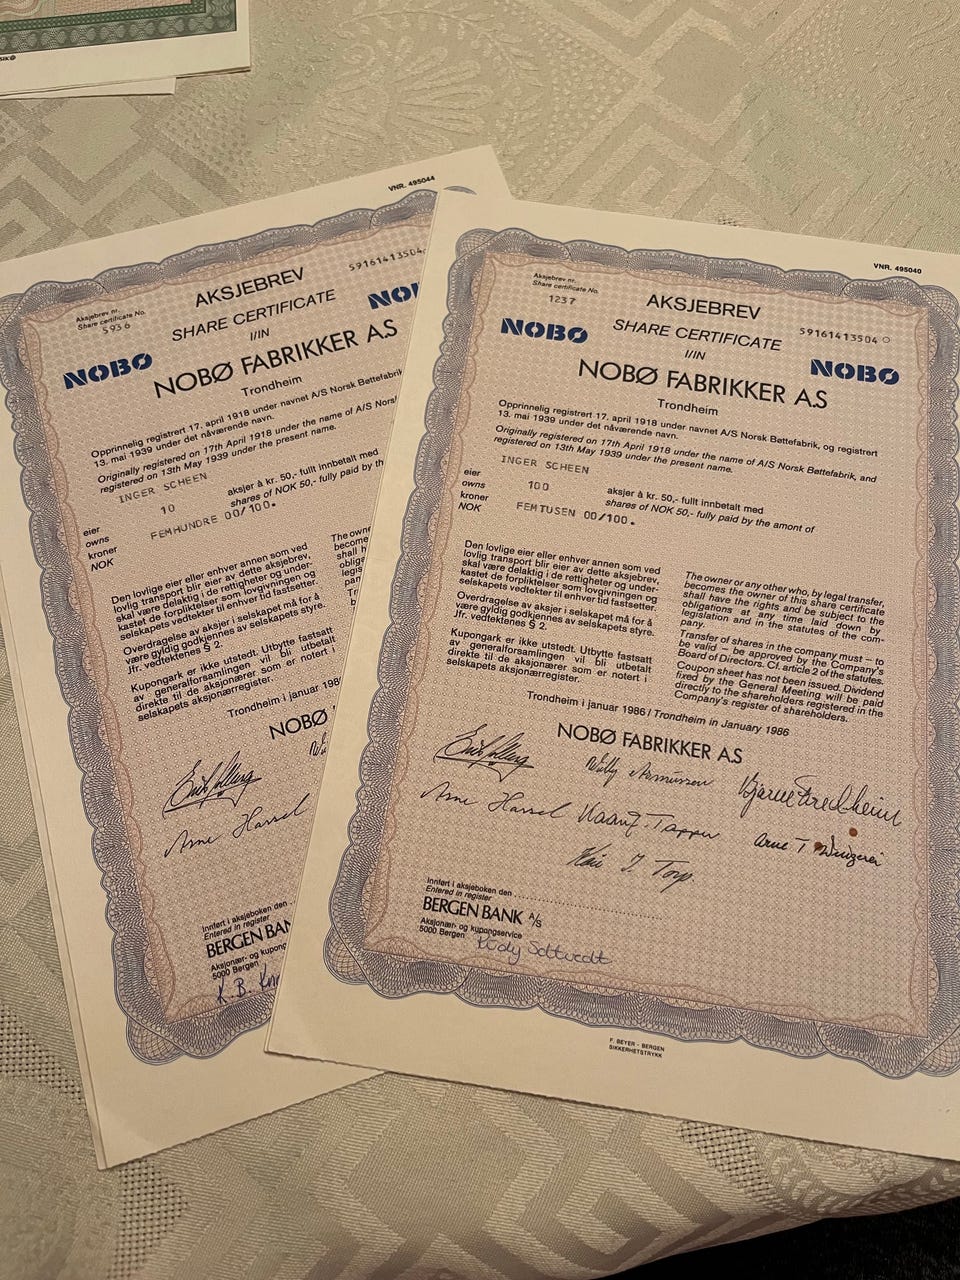 VNR. 495044
Aksjebrev nr.
Share certificate No.
5936
AKSJEBREV
59161413504
SHARE CERTIFICATE
I/IN
NOBØ
NOBØ FABRIKKER A.S
Trondheim
Opprinnelig registrert 17. april 1918 under navnet A/S Norsk Bøttefabrik,
13. mai 1939 under det nåværende navn.
Originally registered on 17th April 1918 under the name of A/S
registered on 13th May 1939 under the present name.
INGER SCHEEN
eier
owns
10
aksjer à kr. 50,- fullt innbetalt med
shares of NOK 50,- fully paid by the
kroner
NOK
FEMHUNDRE 00/100.
Den lovlige eier eller enhver annen som ved
lovlig transport blir eier av dette aksjebrev,
skal være delaktig i de rettigheter og under-
kastet de forpliktelser som lovgivningen og
selskapets vedtekter til enhver tid fastsetter.
Overdragelse av aksjer i selskapet må for å
være gyldig godkjennes av selskapets styre.
Jfr. vedtektenes § 2.
Kupongark er ikke utstedt. Utbytte fastsatt
av generalforsamlingen vil bli utbetalt
direkte til de aksjonærer som er notert i
selskapets aksjonærregister.
Trondheim i januar
NOBØ
Arne Hassel
Innført i aksjeboken den
Entered in register
BERGEN
Aksjonær- og
5000 Bergen
K. B.
VNR. 495040
Aksjebrev nr.
Share certificate No.
1237
AKSJEBREV
59161413504 0
NOBØ
SHARE CERTIFICATE
I/IN
NOBØ
NOBØ FABRIKKER A.S
Trondheim
Opprinnelig registrert 17. april 1918 under navnet A/S Norsk Bøttefabrik, og registrert
13. mai 1939 under det nåværende navn.
Originally registered on 17th April 1918 under the name of A/S Norsk Bøttefabrik, and
registered on 13th May 1939 under the present name.
INGER SCHEEN
eier
owns
100
aksjer à kr. 50,- fullt innbetalt med
shares of NOK 50,- fully paid by the amont of
kroner
NOK
FEMTUSEN 00/100.
Den lovlige eier eller enhver annen som ved
lovlig transport blir eier av dette aksjebrev,
skal være delaktig i de rettigheter og under-
kastet de forpliktelser som lovgivningen og
selskapets vedtekter til enhver tid fastsetter.
Overdragelse av aksjer i selskapet må for å
være gyldig godkjennes av selskapets styre.
Jfr. vedtektenes § 2.
Kupongark er ikke utstedt. Utbytte fastsatt
av generalforsamlingen vil bli utbetalt
direkte til de aksjonærer som er notert i
selskapets aksjonærregister.
The owner or any other who, by legal transfer,
becomes the owner of this share certificate
shall have the rights and be subject to the
obligations at any time laid down by
legislation and in the statutes of the com-
pany.
Transfer of shares in the company must – to
be valid – be approved by the Company's
Board of Directors. Cf. article 2 of the statutes.
Coupon sheet has not been issued. Dividend
fixed by the General Meeting will be paid
directly to the shareholders registered in the
Company's register of shareholders.
Trondheim i januar 1986 / Trondheim in January 1986
NOBØ FABRIKKER A.S
Willy Asmussen
Bjarne Fredheim
Arne Hassel
Arne T
Kai J. Torp.
Innført i aksjeboken den
Entered in register
BERGEN BANK A/S
Aksjonær- og kupongservice
5000 Bergen
F. BEYER - BERGEN
SIKKERHETSTRYKK